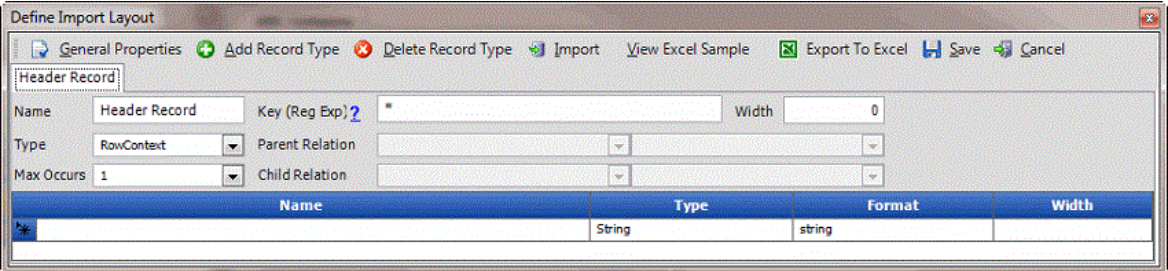 Define Import Layout
General Properties Add Record Type Delete Record Type Import View Excel Sample Export To Excel Save Cancel
Header Record
Name Header Record Key (Reg Exp) ? * Width 0
Type RowContext Parent Relation
Max Occurs 1 Child Relation
Name Type Format Width
String string